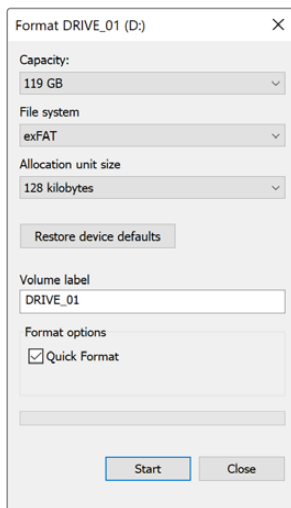 Format DRIVE_01 (D:)
Capacity:
119 GB
File system
exFAT
Allocation unit size
128 kilobytes
Restore device defaults
Volume label
DRIVE_01
Format options
Quick Format
Start Close